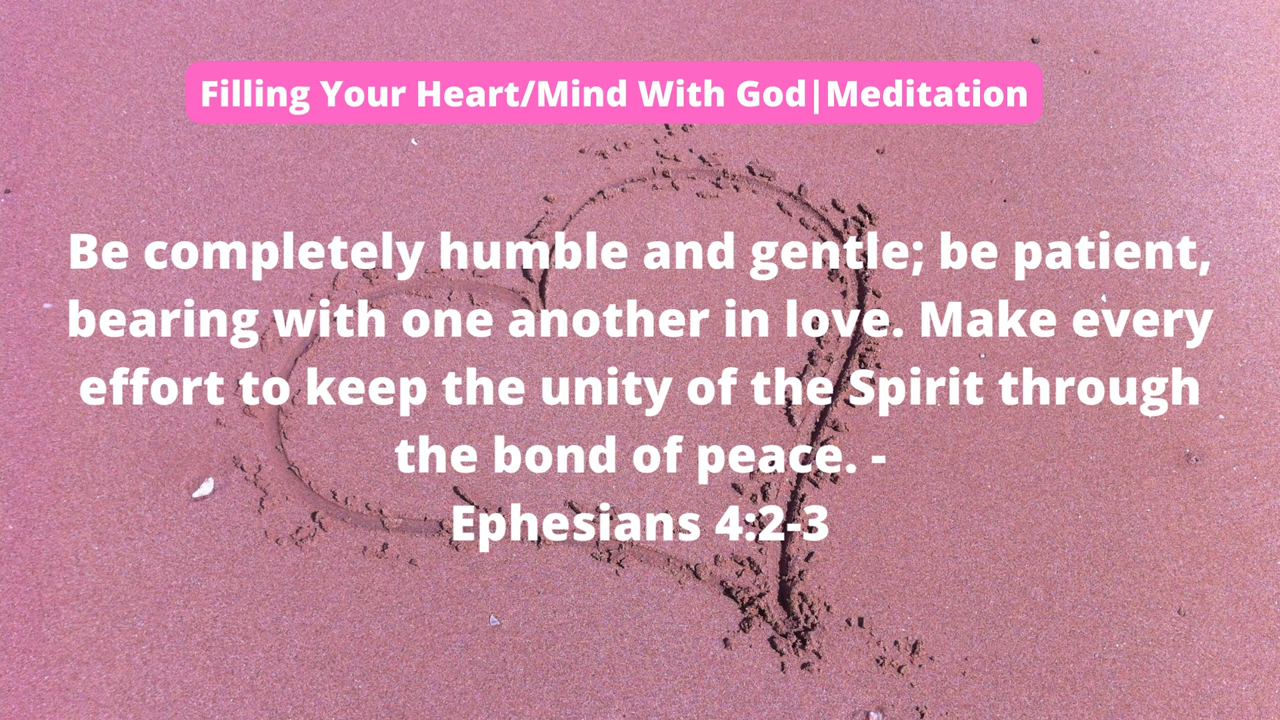 Filling Your Heart/Mind With God|Meditation
Be completely humble and gentle; be patient,
bearing with one another in love. Make every
effort to keep the unity of the Spirit through
the bond of peace. -
Ephesians 4:2-3